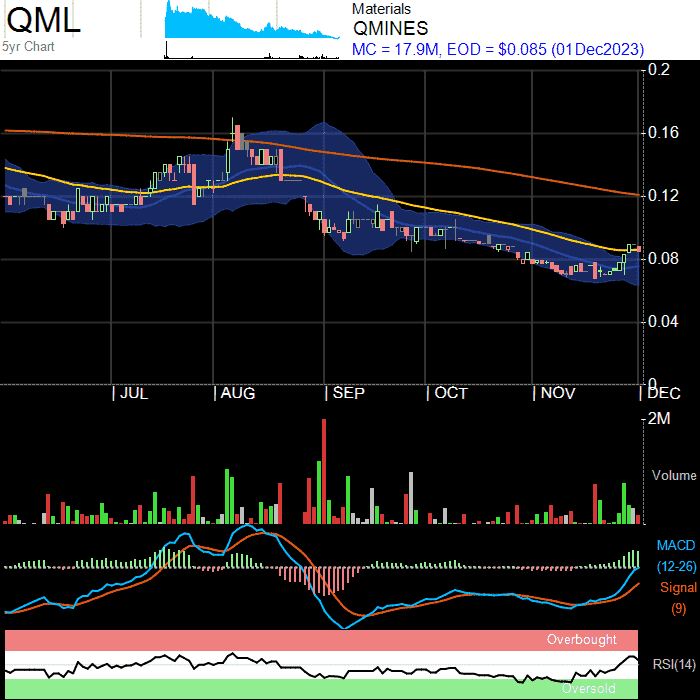 QML
5yr Chart
Materials
QMINES
MC = 17.9M, EOD = $0.085 (01Dec2023)
0.2
0.16
0.12
0.08
0.04
0
JUL AUG SEP OCT NOV DEC
2M
Volume
MACD
(12-26)
Signal
(9)
Overbought
RSI(14)
Oversold